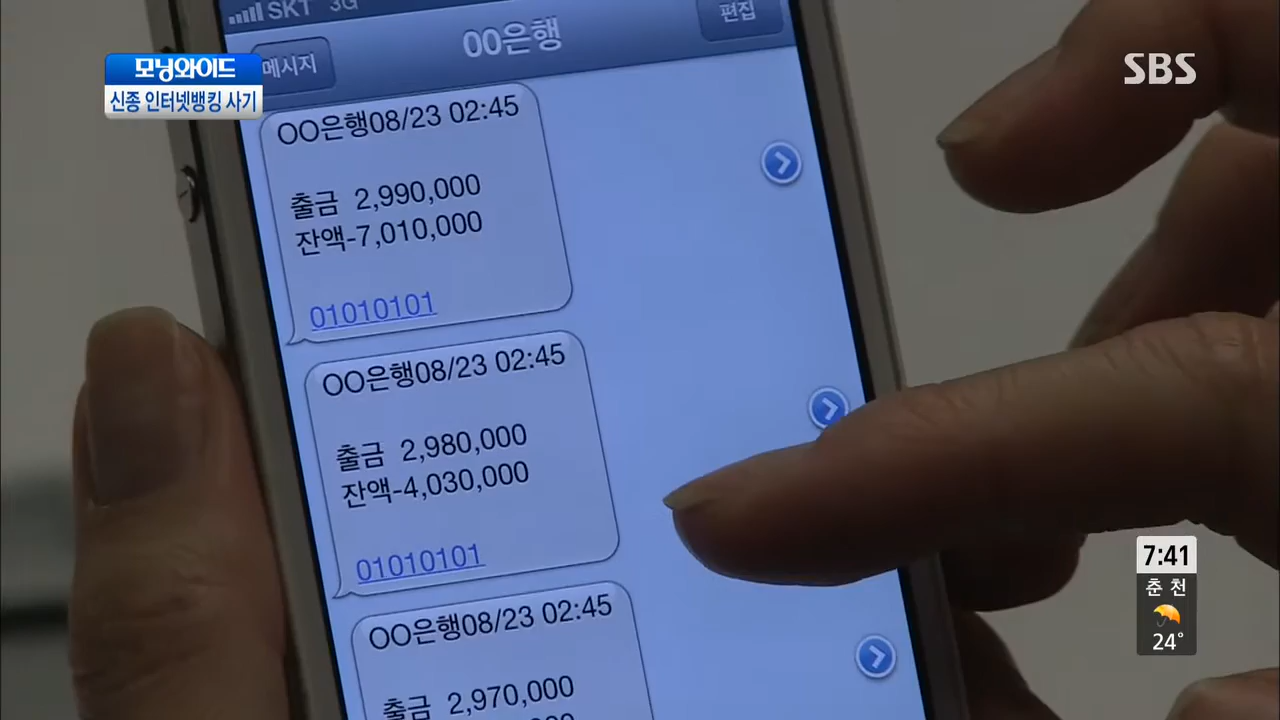 SKT 3G
메시지
OO은행
편집
모닝와이드
신종 인터넷뱅킹 사기
SBS
OO은행08/23 02:45
출금 2,990,000
잔액-7,010,000
01010101
OO은행08/23 02:45
출금 2,980,000
잔액-4,030,000
01010101
OO은행08/23 02:45
출금 2,970,000
7:41
춘천
24°